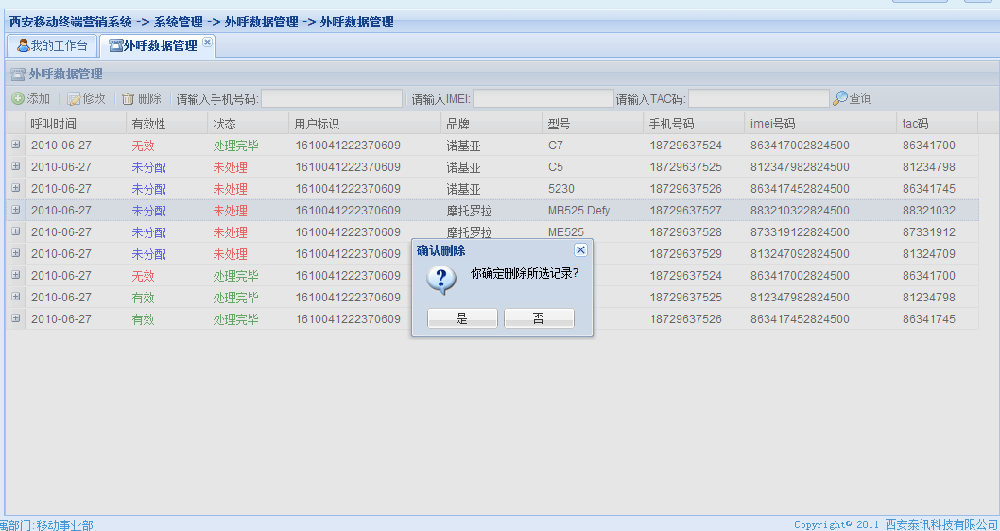 西安移动终端营销系统 -> 系统管理 -> 外呼数据管理 -> 外呼数据管理
我的工作台 外呼数据管理
外呼数据管理
添加 修改 删除 请输入手机号码: 请输入IMEI: 请输入TAC码: 查询
呼叫时间 有效性 状态 用户标识 品牌 型号 手机号码 imei号码 tac码
2010-06-27 无效 处理完毕 1610041222370609 诺基亚 C7 18729637524 863417002824500 86341700
2010-06-27 未分配 未处理 1610041222370609 诺基亚 C5 18729637525 812347982824500 81234798
2010-06-27 未分配 未处理 1610041222370609 诺基亚 5230 18729637526 863417452824500 86341745
2010-06-27 未分配 未处理 1610041222370609 摩托罗拉 MB525 Defy 18729637527 883210322824500 88321032
2010-06-27 未分配 未处理 1610041222370609 摩托罗拉 ME525 18729637528 873319122824500 87331912
2010-06-27 未分配 未处理 1610041222370609 18729637529 813247092824500 81324709
2010-06-27 无效 处理完毕 1610041222370609 18729637524 863417002824500 86341700
2010-06-27 有效 处理完毕 1610041222370609 18729637525 812347982824500 81234798
2010-06-27 有效 处理完毕 1610041222370609 18729637526 863417452824500 86341745
确认删除
你确定删除所选记录?
是 否
属部门:移动事业部 Copyright© 2011 西安泰讯科技有限公司